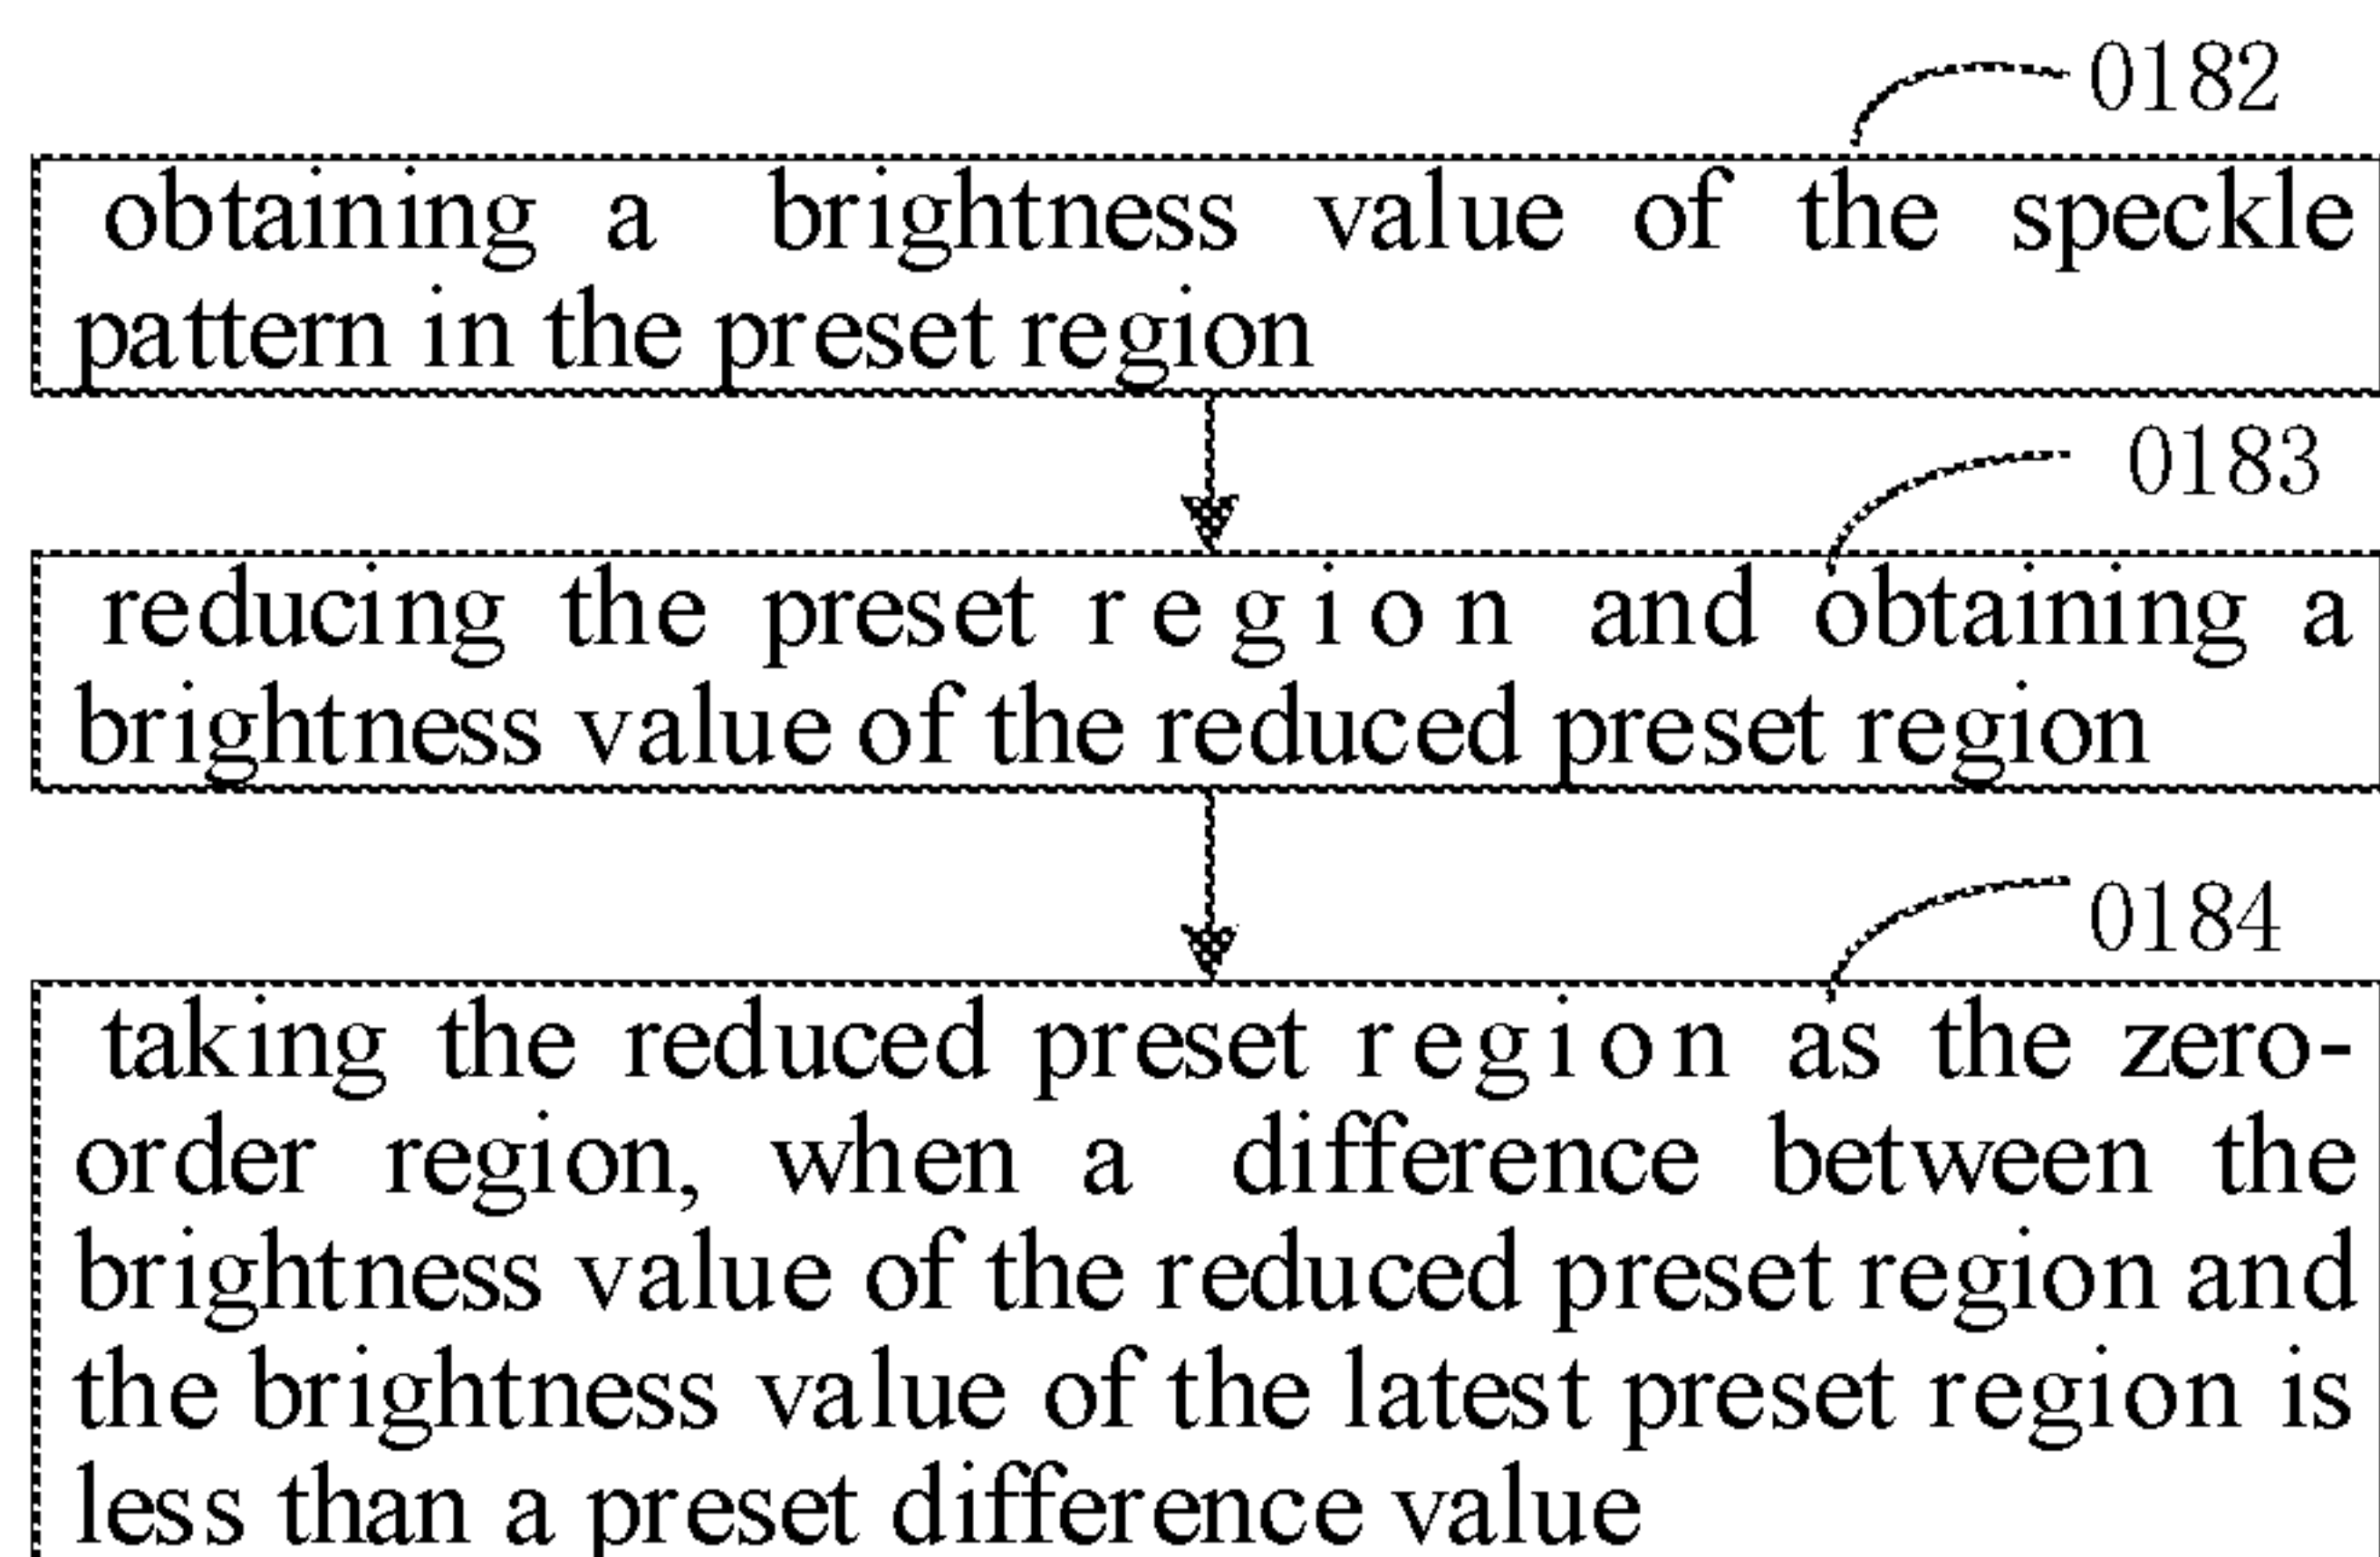 0182
obtaining a brightness value of the speckle
pattern in the preset region
0183
reducing the preset region and obtaining a
brightness value of the reduced preset region
0184
taking the reduced preset region as the zero-
order region, when a difference between the
brightness value of the reduced preset region and
the brightness value of the latest preset region is
less than a preset difference value